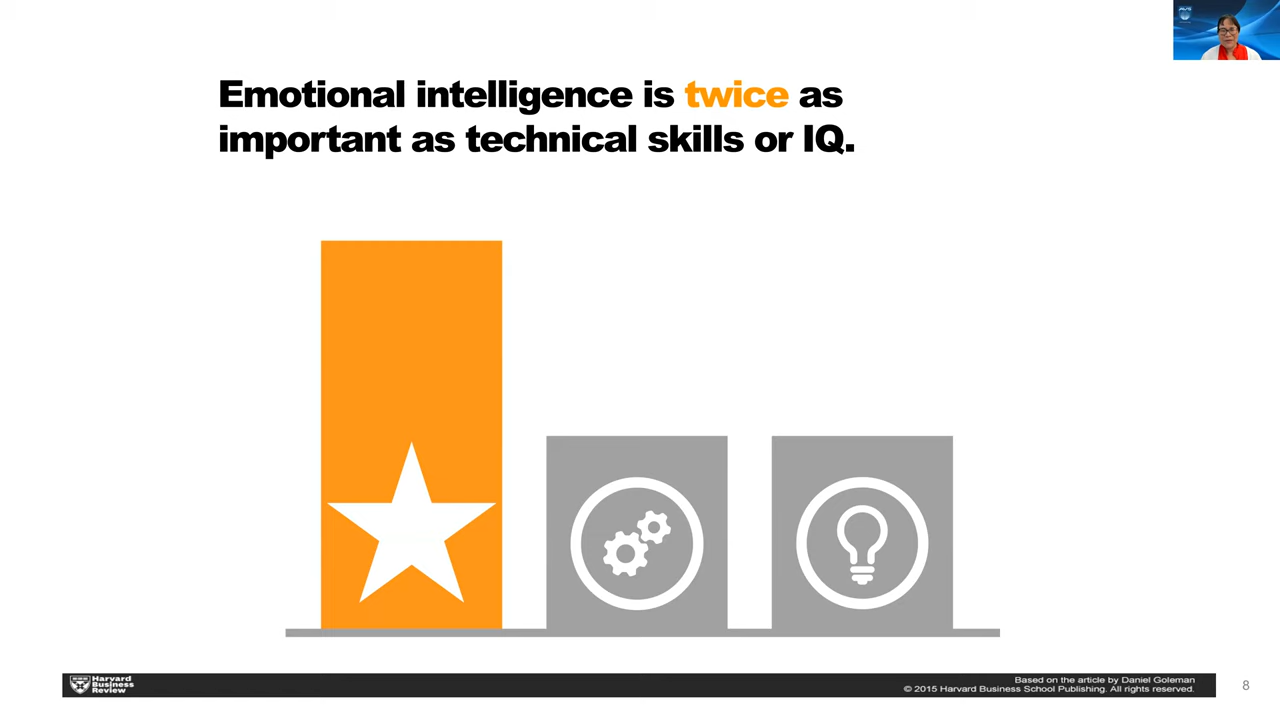 Emotional intelligence is twice as
important as technical skills or IQ.
Harvard
Business
Review
Based on the article by Daniel Goleman
© 2015 Harvard Business School Publishing. All rights reserved.
8